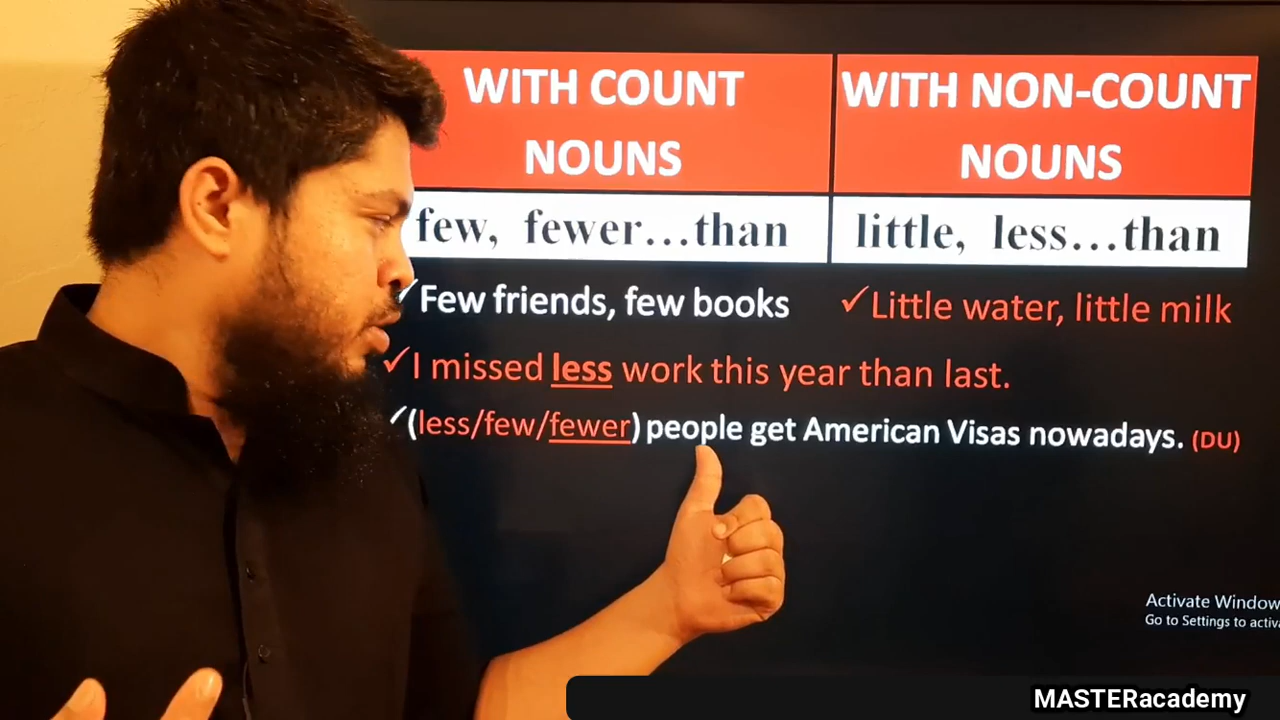 WITH COUNT
NOUNS
WITH NON-COUNT
NOUNS
few, fewer...than
little, less...than
✓Few friends, few books
✓Little water, little milk
✓I missed less work this year than last.
✓(less/few/fewer) people get American Visas nowadays. (DU)
Activate Window
Go to Settings to activa
MASTERacademy